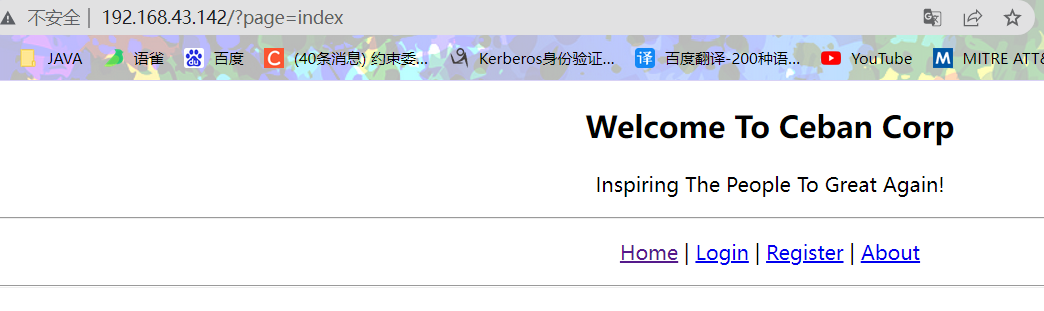 不安全 | 192.168.43.142/?page=index
JAVA 语雀 百度 C (40条消息) 约束委... Kerberos身份验证... 译 百度翻译-200种语... YouTube M MITRE ATT&
Welcome To Ceban Corp
Inspiring The People To Great Again!
Home | Login | Register | About